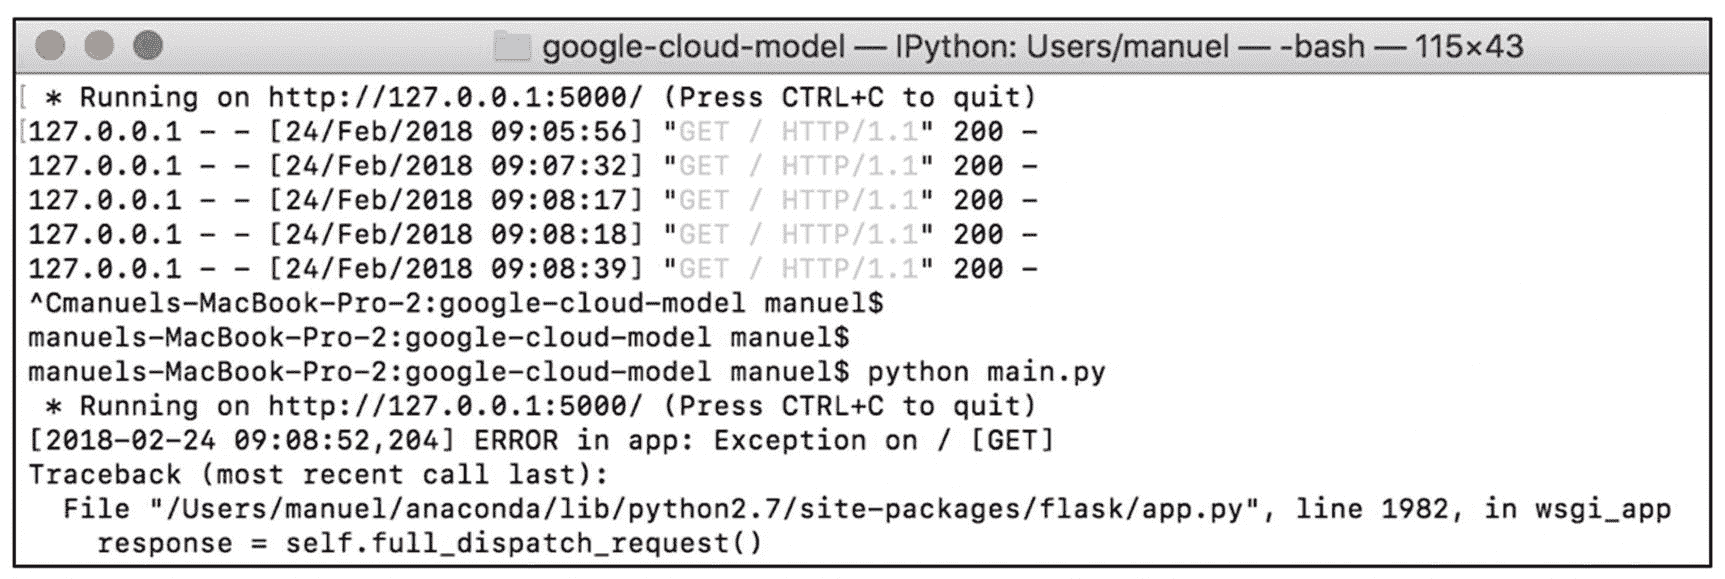 google-cloud-model — IPython: Users/manuel — -bash — 115×43
[ * Running on http://127.0.0.1:5000/ (Press CTRL+C to quit)
[127.0.0.1 - - [24/Feb/2018 09:05:56] "GET / HTTP/1.1" 200 -
127.0.0.1 - - [24/Feb/2018 09:07:32] "GET / HTTP/1.1" 200 -
127.0.0.1 - - [24/Feb/2018 09:08:17] "GET / HTTP/1.1" 200 -
127.0.0.1 - - [24/Feb/2018 09:08:18] "GET / HTTP/1.1" 200 -
127.0.0.1 - - [24/Feb/2018 09:08:39] "GET / HTTP/1.1" 200 -
^Cmanuels-MacBook-Pro-2:google-cloud-model manuel$
manuels-MacBook-Pro-2:google-cloud-model manuel$
manuels-MacBook-Pro-2:google-cloud-model manuel$ python main.py
 * Running on http://127.0.0.1:5000/ (Press CTRL+C to quit)
[2018-02-24 09:08:52,204] ERROR in app: Exception on / [GET]
Traceback (most recent call last):
  File "/Users/manuel/anaconda/lib/python2.7/site-packages/flask/app.py", line 1982, in wsgi_app
    response = self.full_dispatch_request()